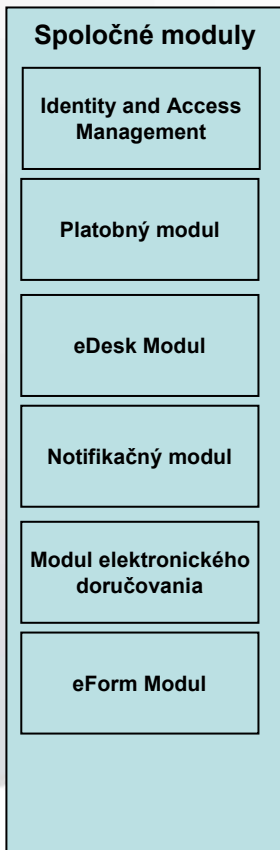 Spoločné moduly
Identity and Access
Management
Platobný modul
eDesk Modul
Notifikačný modul
Modul elektronického
doručovania
eForm Modul